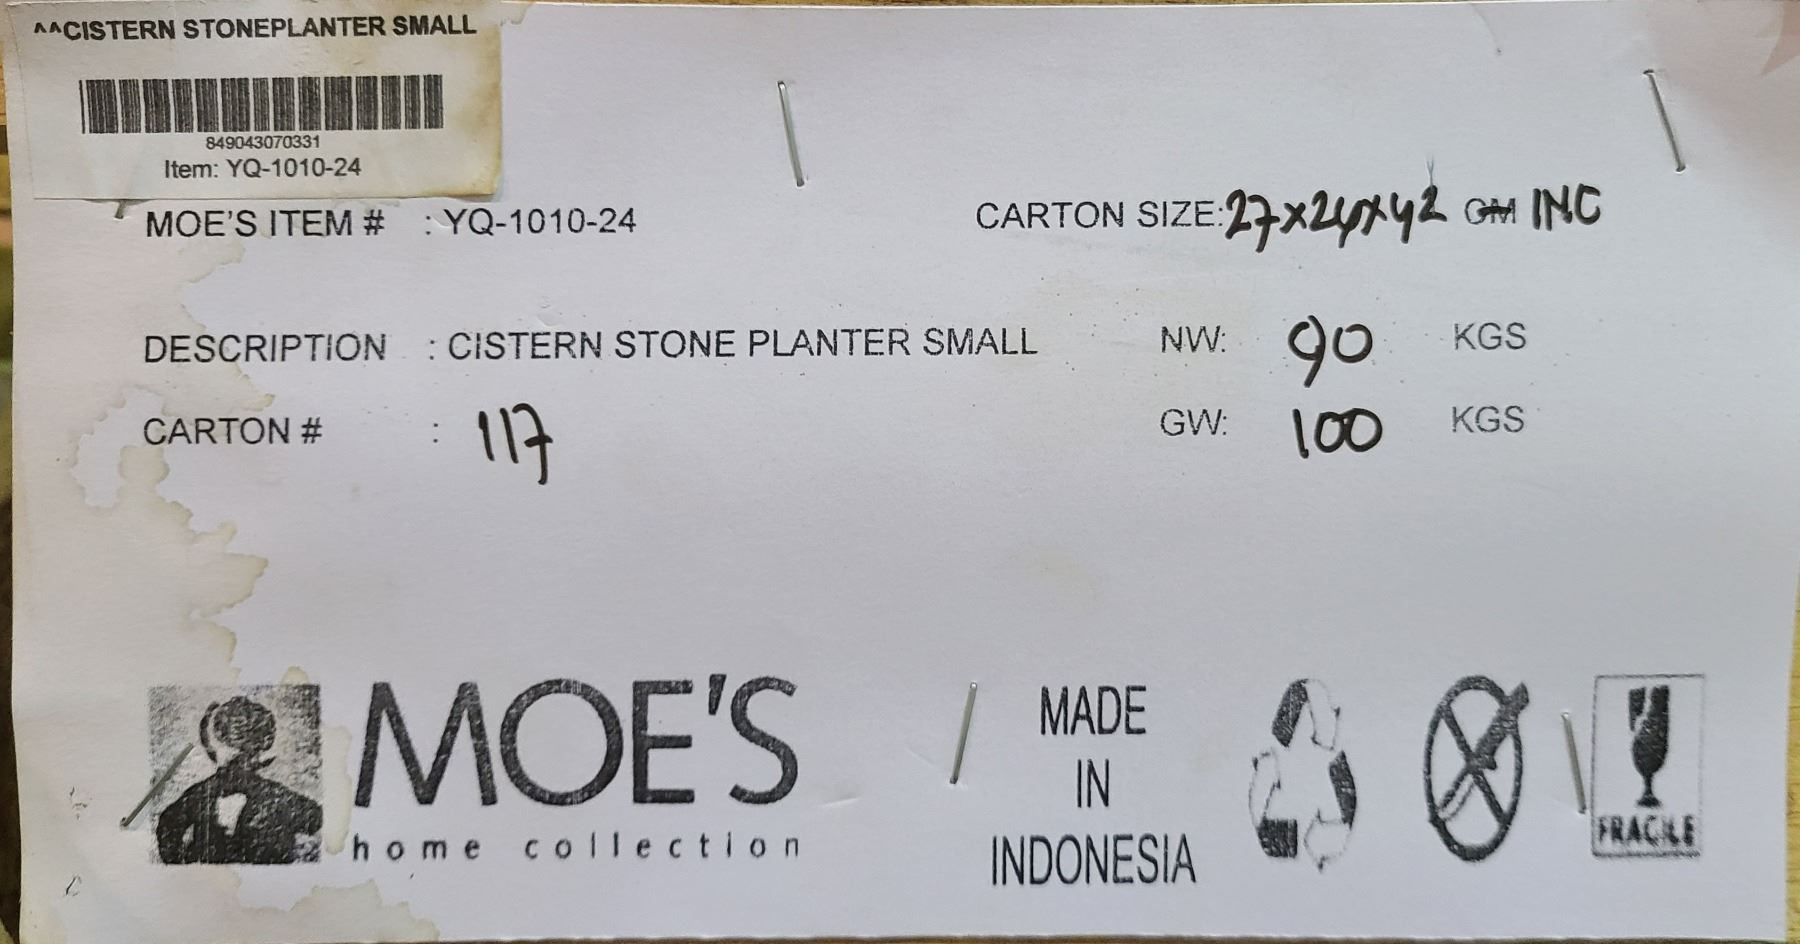 ^^CISTERN STONEPLANTER SMALL
849043070331
Item: YQ-1010-24
MOE'S ITEM # : YQ-1010-24
CARTON SIZE: 27x24x42 CM INC
DESCRIPTION : CISTERN STONE PLANTER SMALL
NW: 90 KGS
CARTON # : 117
GW: 100 KGS
MOE'S
home collection
MADE
IN
INDONESIA
FRAGILE